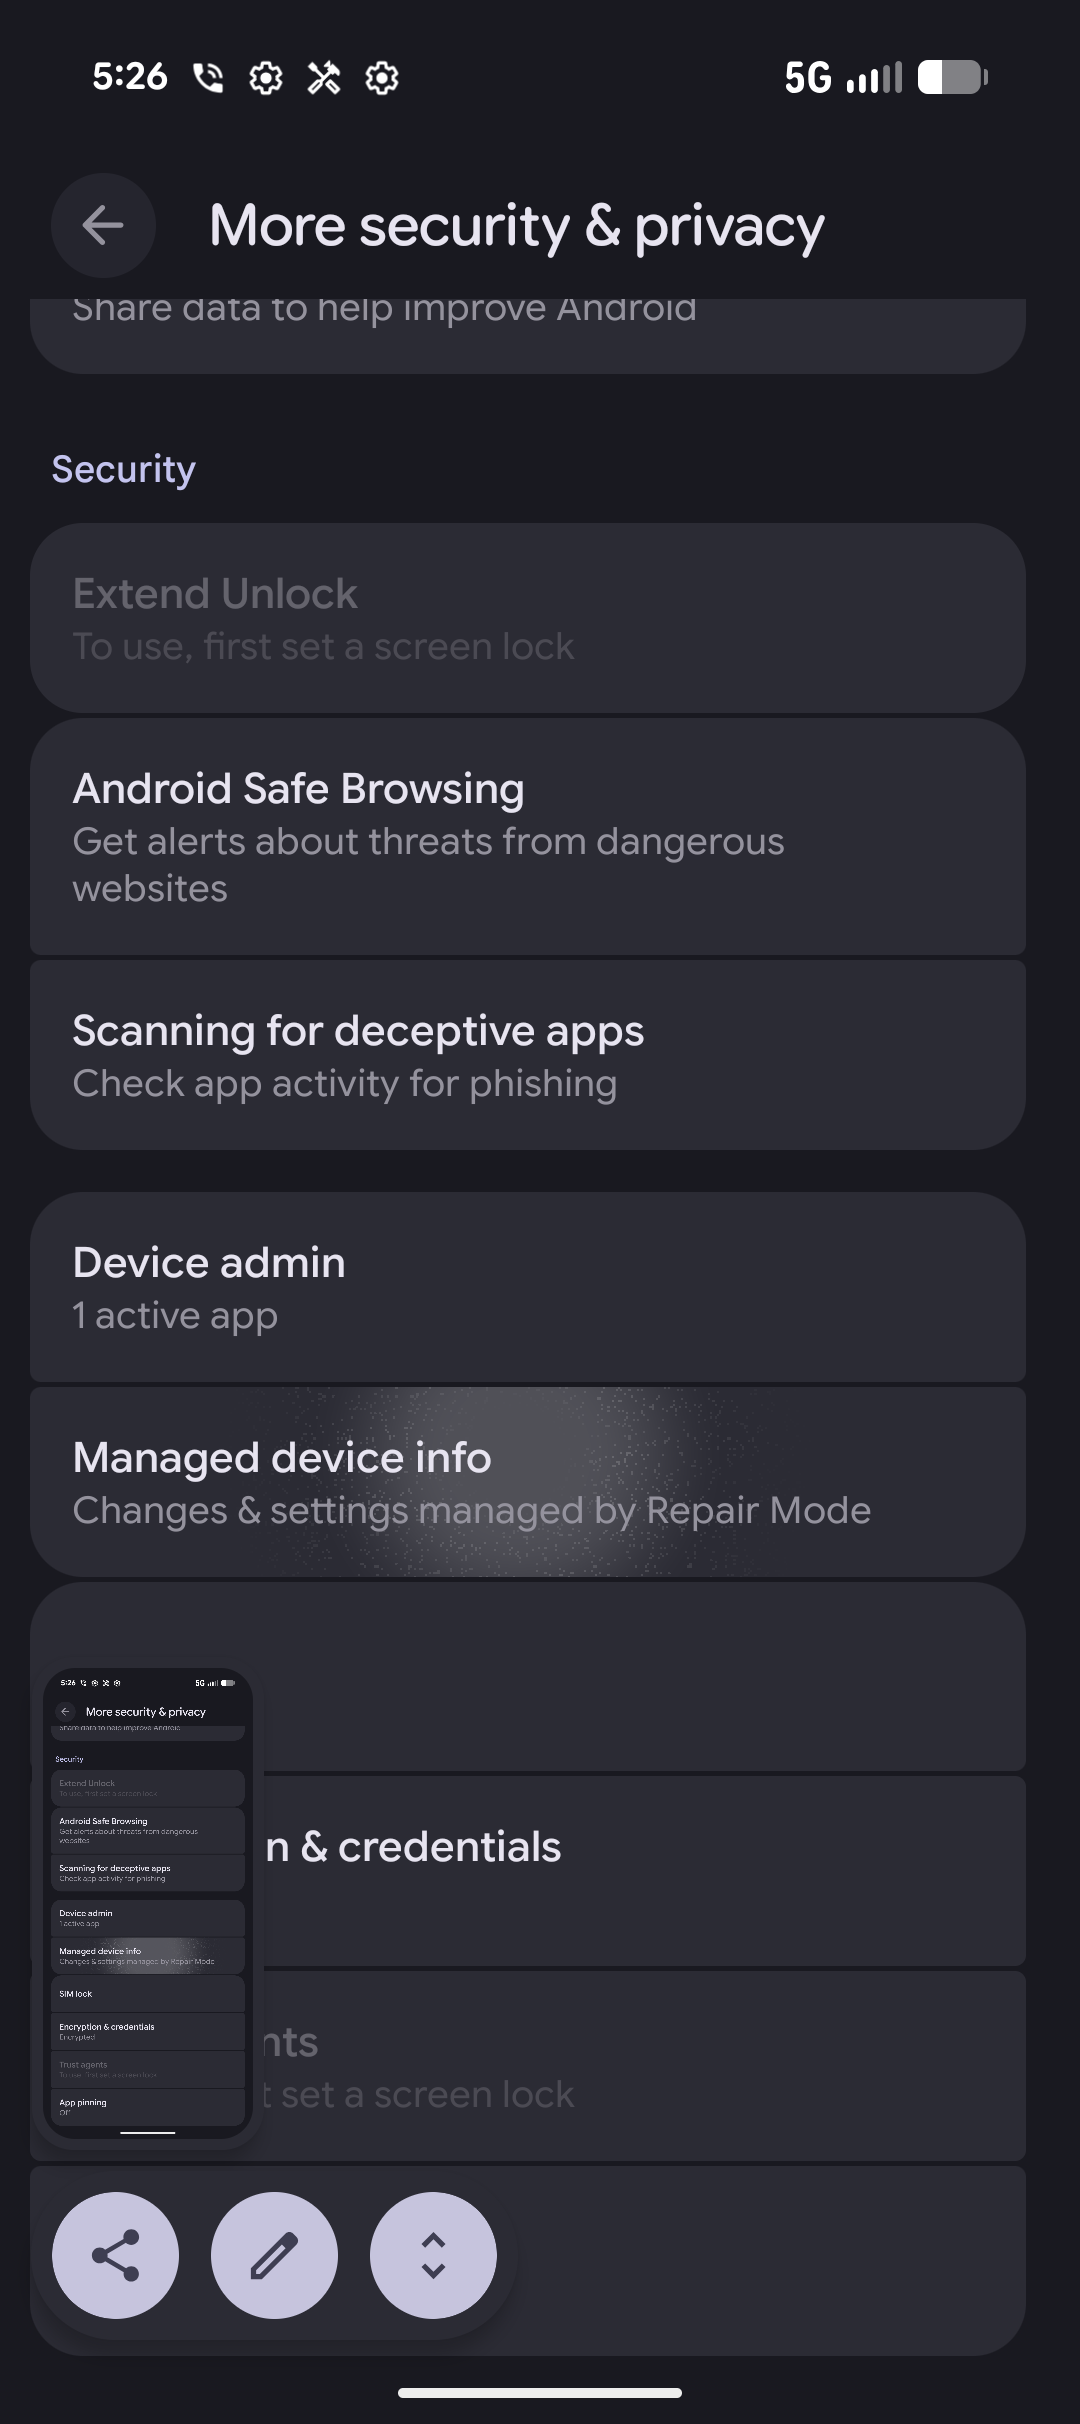 5:26
5G
More security & privacy
Share data to help improve Android
Security
Extend Unlock
To use, first set a screen lock
Android Safe Browsing
Get alerts about threats from dangerous
websites
Scanning for deceptive apps
Check app activity for phishing
Device admin
1 active app
Managed device info
Changes & settings managed by Repair Mode
n & credentials
nts
t set a screen lock
5:26
5G
More security & privacy
Share data to help improve Android
Security
Extend Unlock
To use, first set a screen lock
Android Safe Browsing
Get alerts about threats from dangerous
websites
Scanning for deceptive apps
Check app activity for phishing
Device admin
1 active app
Managed device info
Changes & settings managed by Repair Mode
SIM lock
Encryption & credentials
Encrypted
Trust agents
To use, first set a screen lock
App pinning
Off